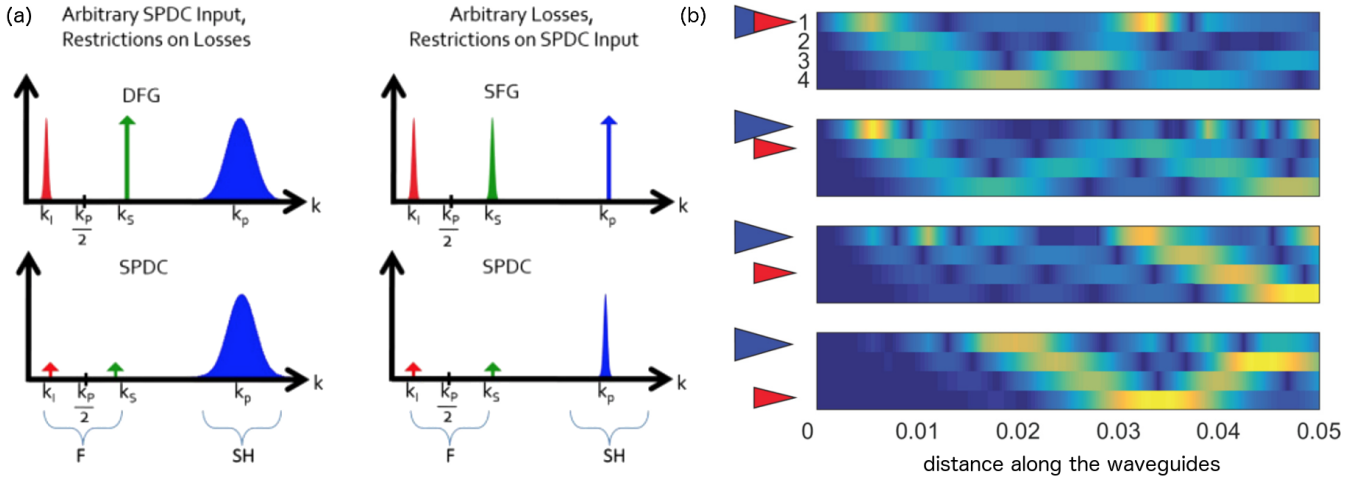 (a)
Arbitrary SPDC Input,
Restrictions on Losses
Arbitrary Losses,
Restrictions on SPDC Input
DFG
k_I k_P/2 k_S k_p k
SFG
k_I k_P/2 k_S k_p k
SPDC
k_I k_P/2 k_S k_p k
F SH
SPDC
k_I k_P/2 k_S k_p k
F SH
(b)
1
2
3
4
0 0.01 0.02 0.03 0.04 0.05
distance along the waveguides